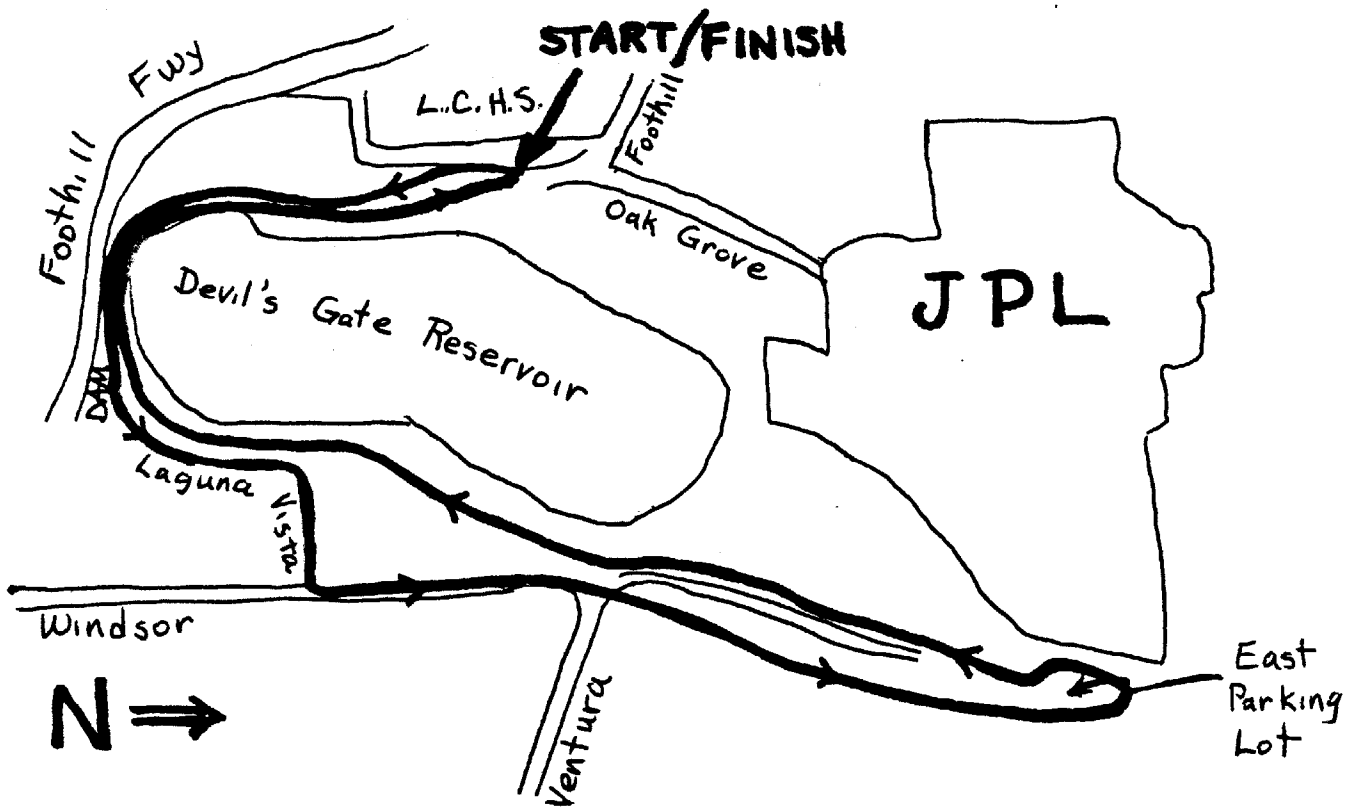 START/FINISH
Foothill Fwy
L.C.H.S.
Foothill
Oak Grove
JPL
Devil's Gate Reservoir
DAM
Laguna Vista
Windsor
N
Ventura
East
Parking
Lot